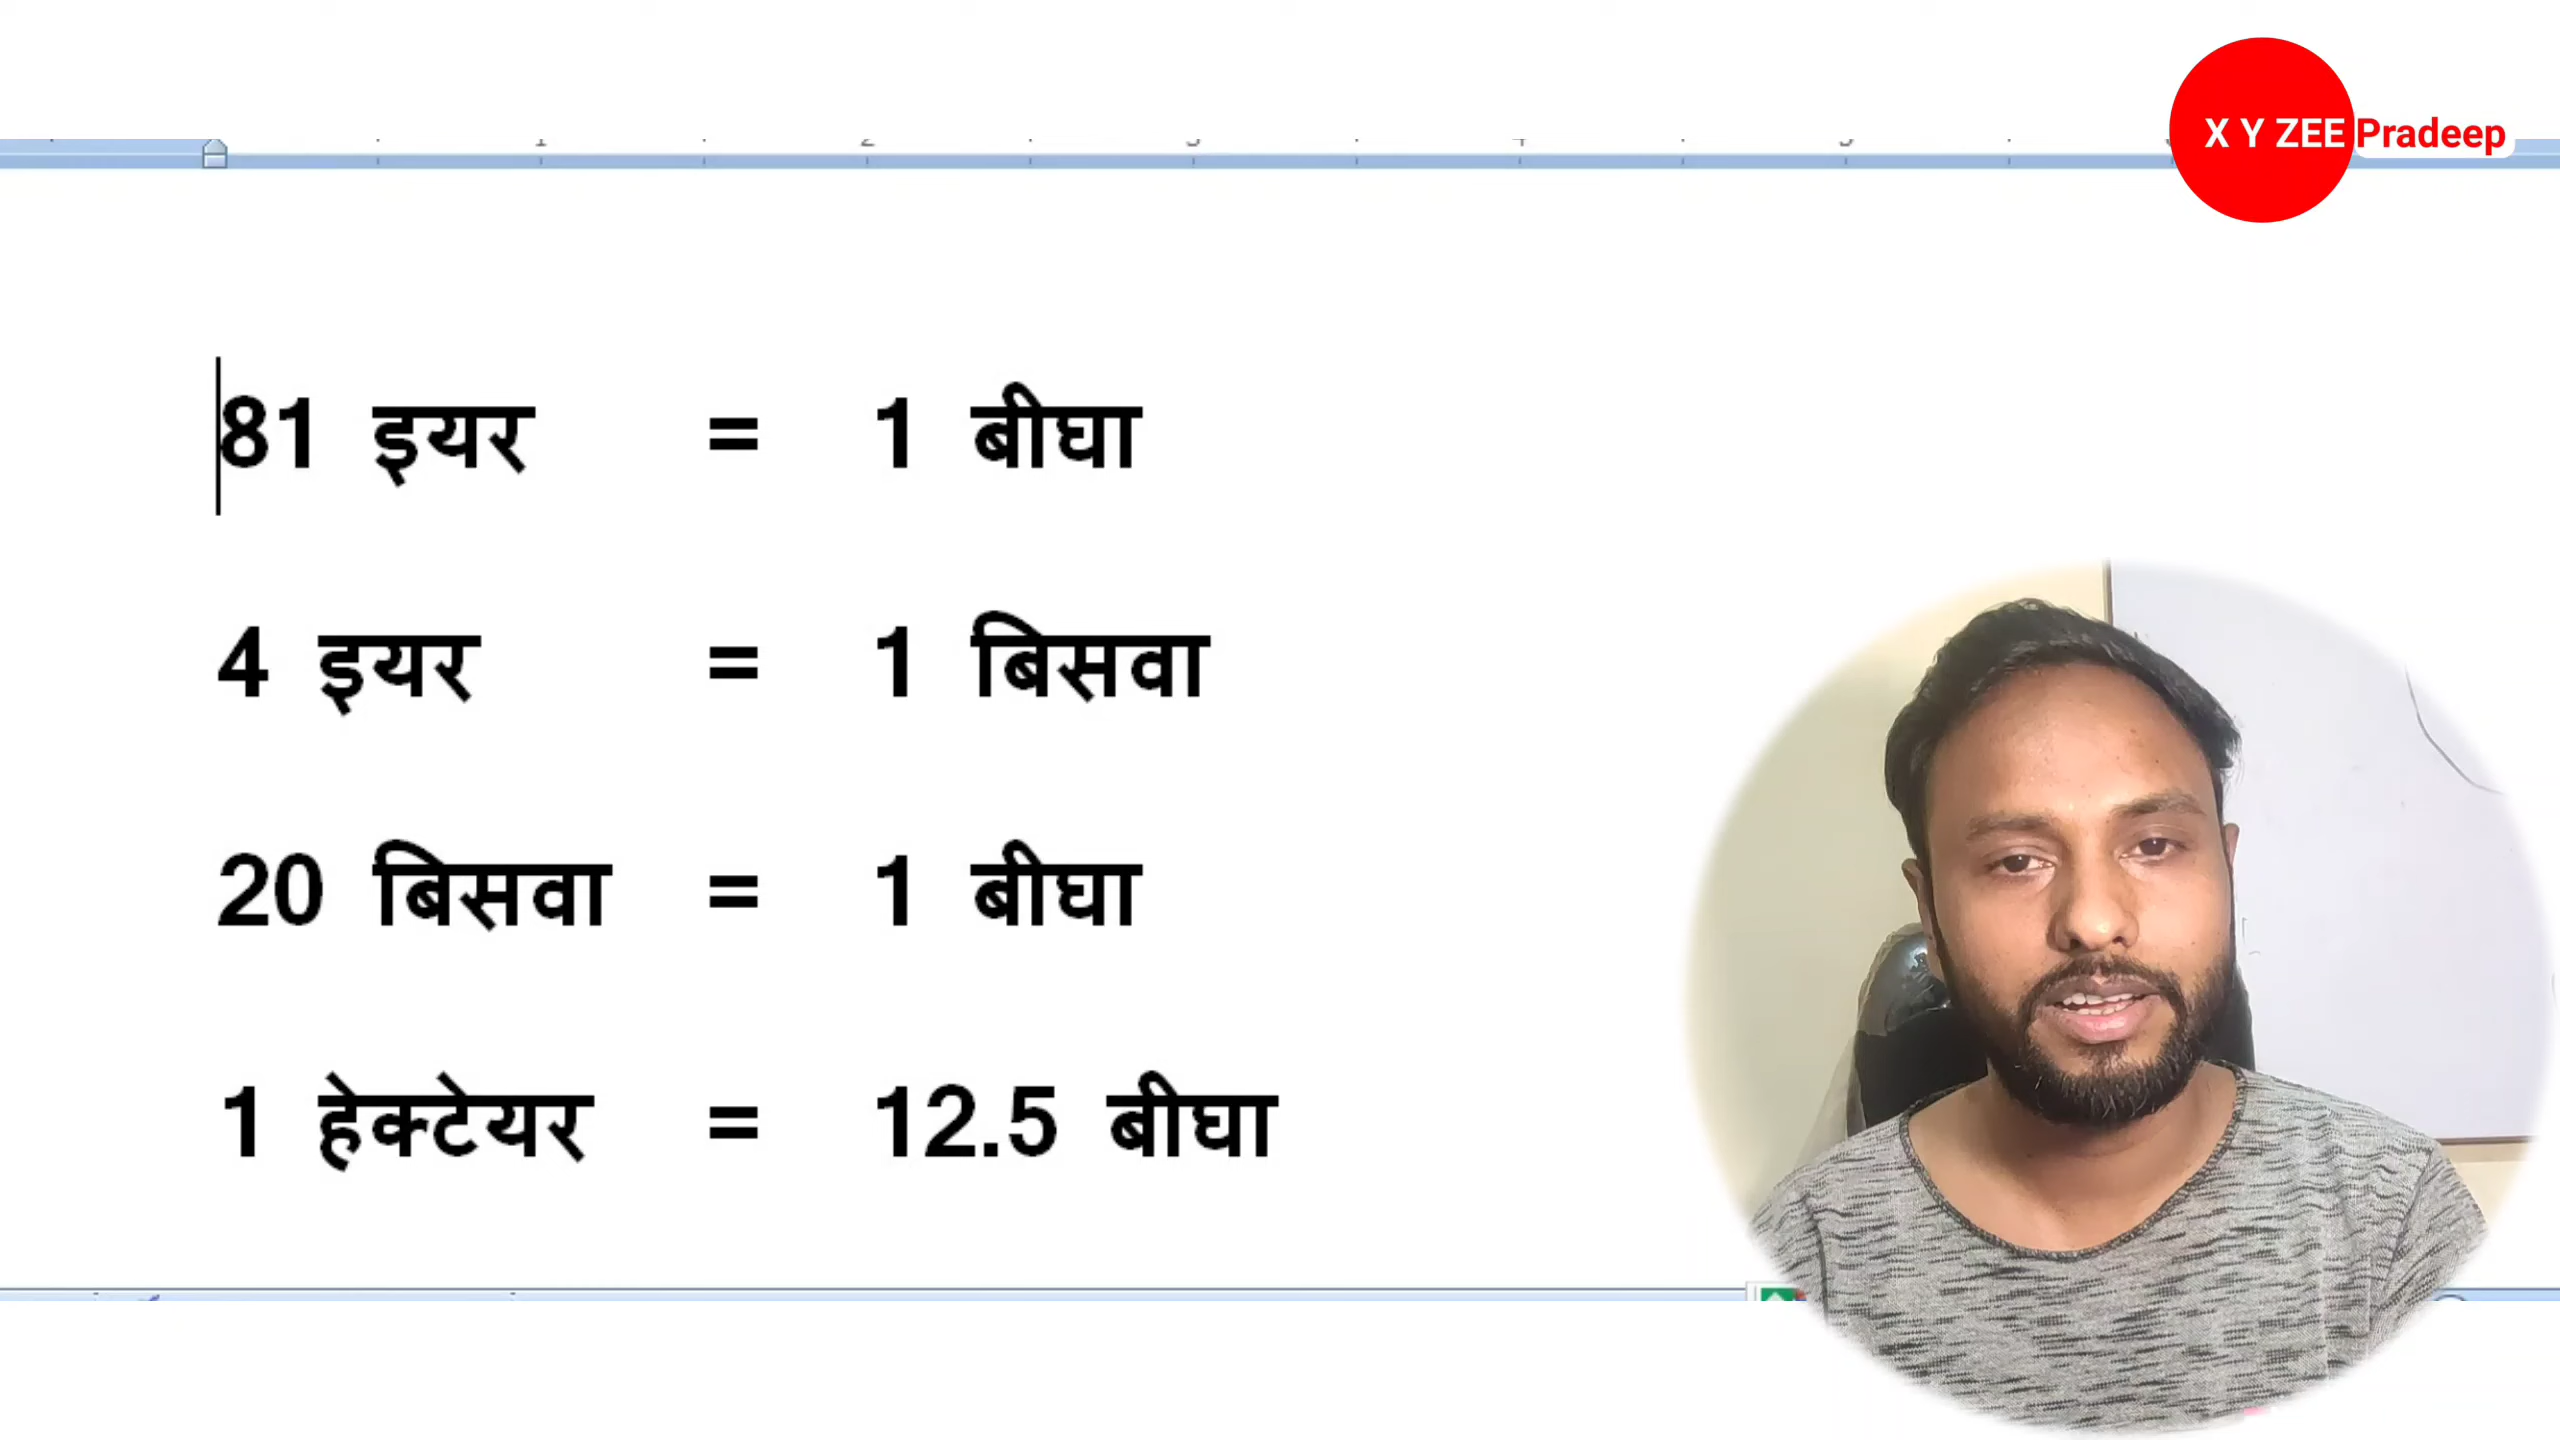 X Y ZEE Pradeep
81 इयर = 1 बीघा
4 इयर = 1 बिसवा
20 बिसवा = 1 बीघा
1 हेक्टेयर = 12.5 बीघा